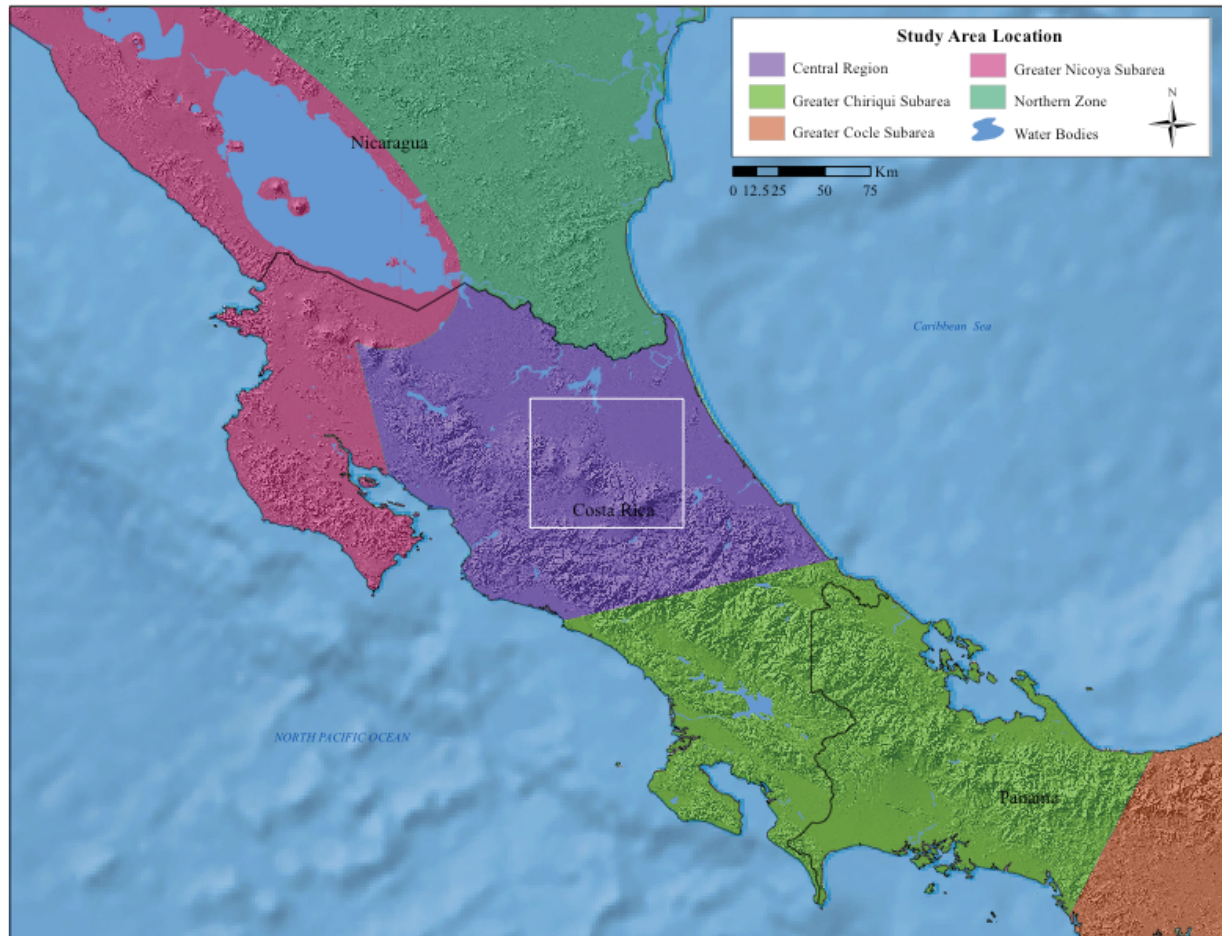 Study Area Location
Central Region
Greater Nicoya Subarea
Greater Chiriqui Subarea
Northern Zone
Greater Cocle Subarea
Water Bodies
N
Km
0 12.5 25 50 75
Nicaragua
Caribbean Sea
Costa Rica
NORTH PACIFIC OCEAN
Panama